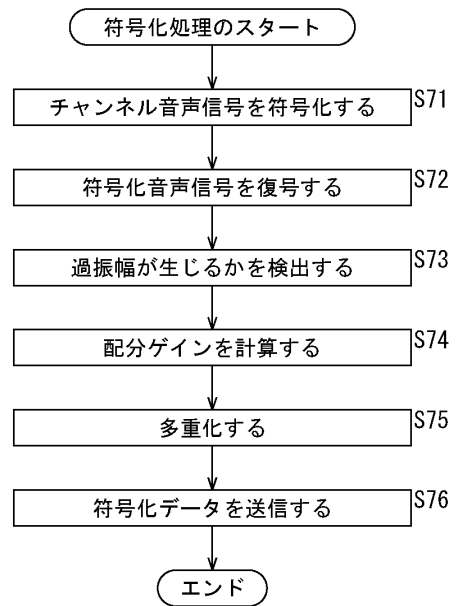 符号化処理のスタート
チャンネル音声信号を符号化する S71
符号化音声信号を復号する S72
過振幅が生じるかを検出する S73
配分ゲインを計算する S74
多重化する S75
符号化データを送信する S76
エンド